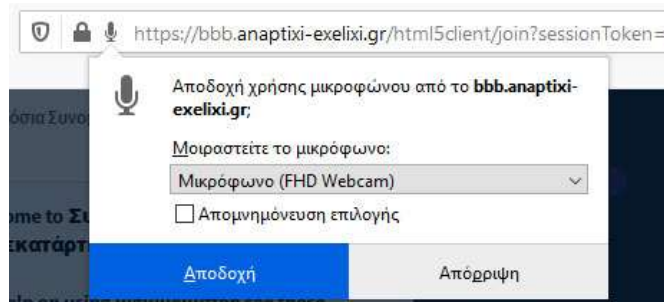 https://bbb.anaptixi-exelixi.gr/html5client/join?sessionToken=
Αποδοχή χρήσης μικροφώνου από το bbb.anaptixi-
exelixi.gr;
Μοιραστείτε το μικρόφωνο:
Μικρόφωνο (FHD Webcam)
Απομνημόνευση επιλογής
Αποδοχή
Απόρριψη